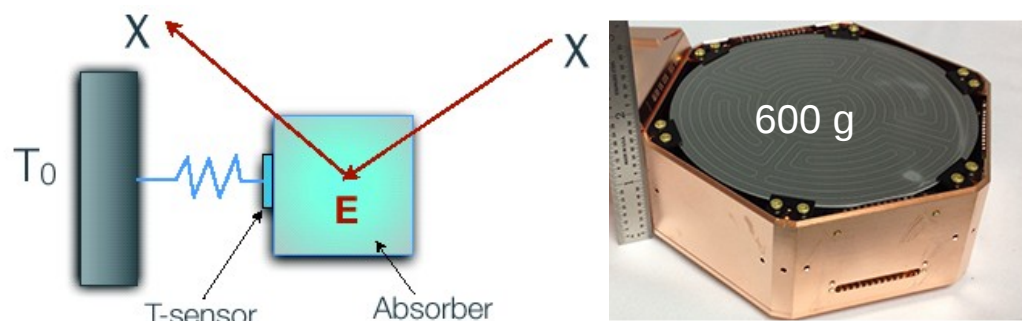 X
X
T₀
E
T-sensor
Absorber
600 g